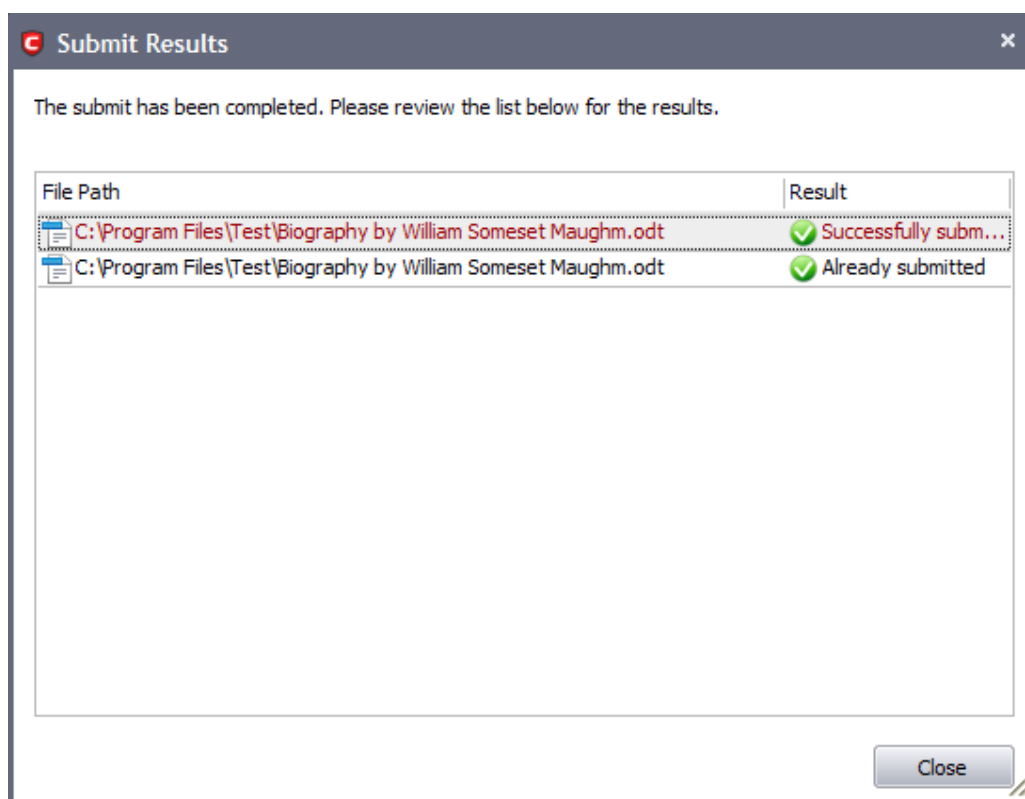 Submit Results
The submit has been completed. Please review the list below for the results.
File Path Result
C:\Program Files\Test\Biography by William Someset Maughm.odt Successfully subm...
C:\Program Files\Test\Biography by William Someset Maughm.odt Already submitted
Close